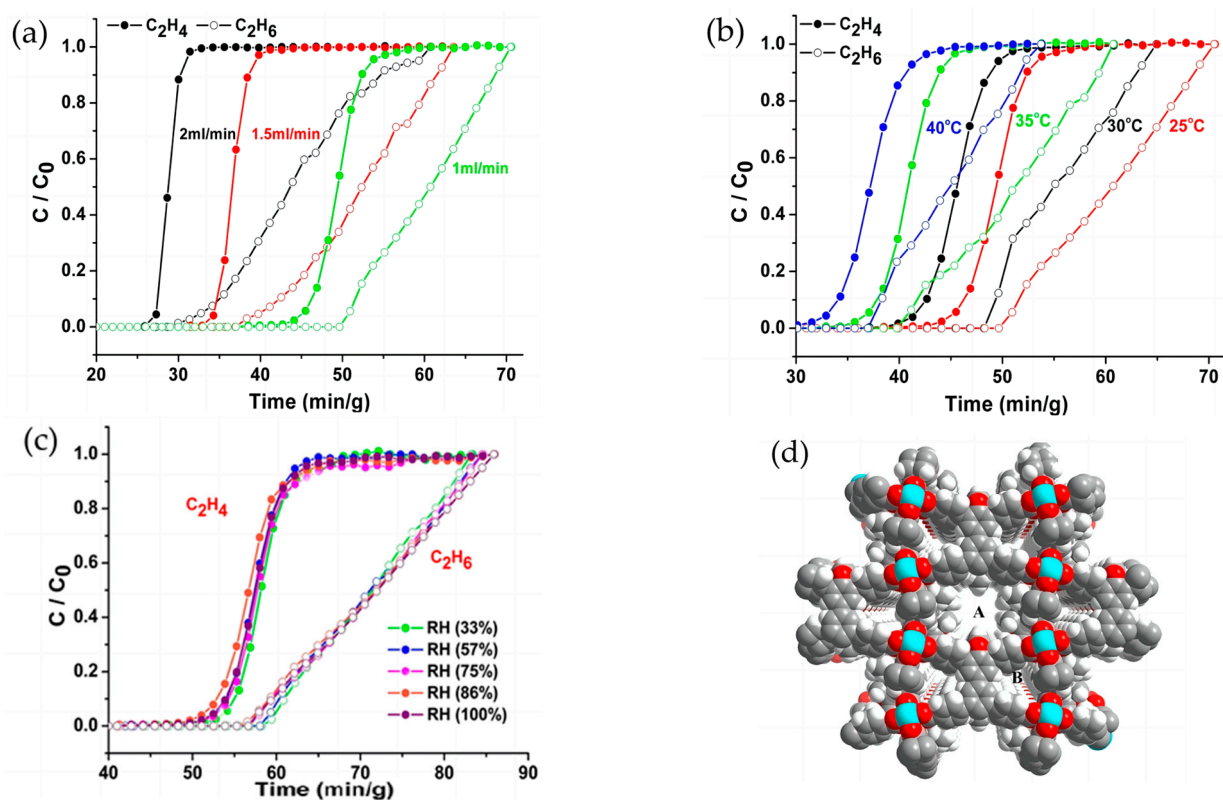 (a)
C₂H₄ C₂H₆
1.0
0.8
0.6
0.4
0.2
0.0
C / C₀
2ml/min
1.5ml/min
1ml/min
20 30 40 50 60 70
Time (min/g)
(b)
C₂H₄
C₂H₆
1.0
0.8
0.6
0.4
0.2
0.0
C / C₀
40°C
35°C
30°C
25°C
30 40 50 60 70
Time (min/g)
(c)
1.0
0.8
0.6
0.4
0.2
0.0
C / C₀
C₂H₄
C₂H₆
RH (33%)
RH (57%)
RH (75%)
RH (86%)
RH (100%)
40 50 60 70 80 90
Time (min/g)
(d)
A
B